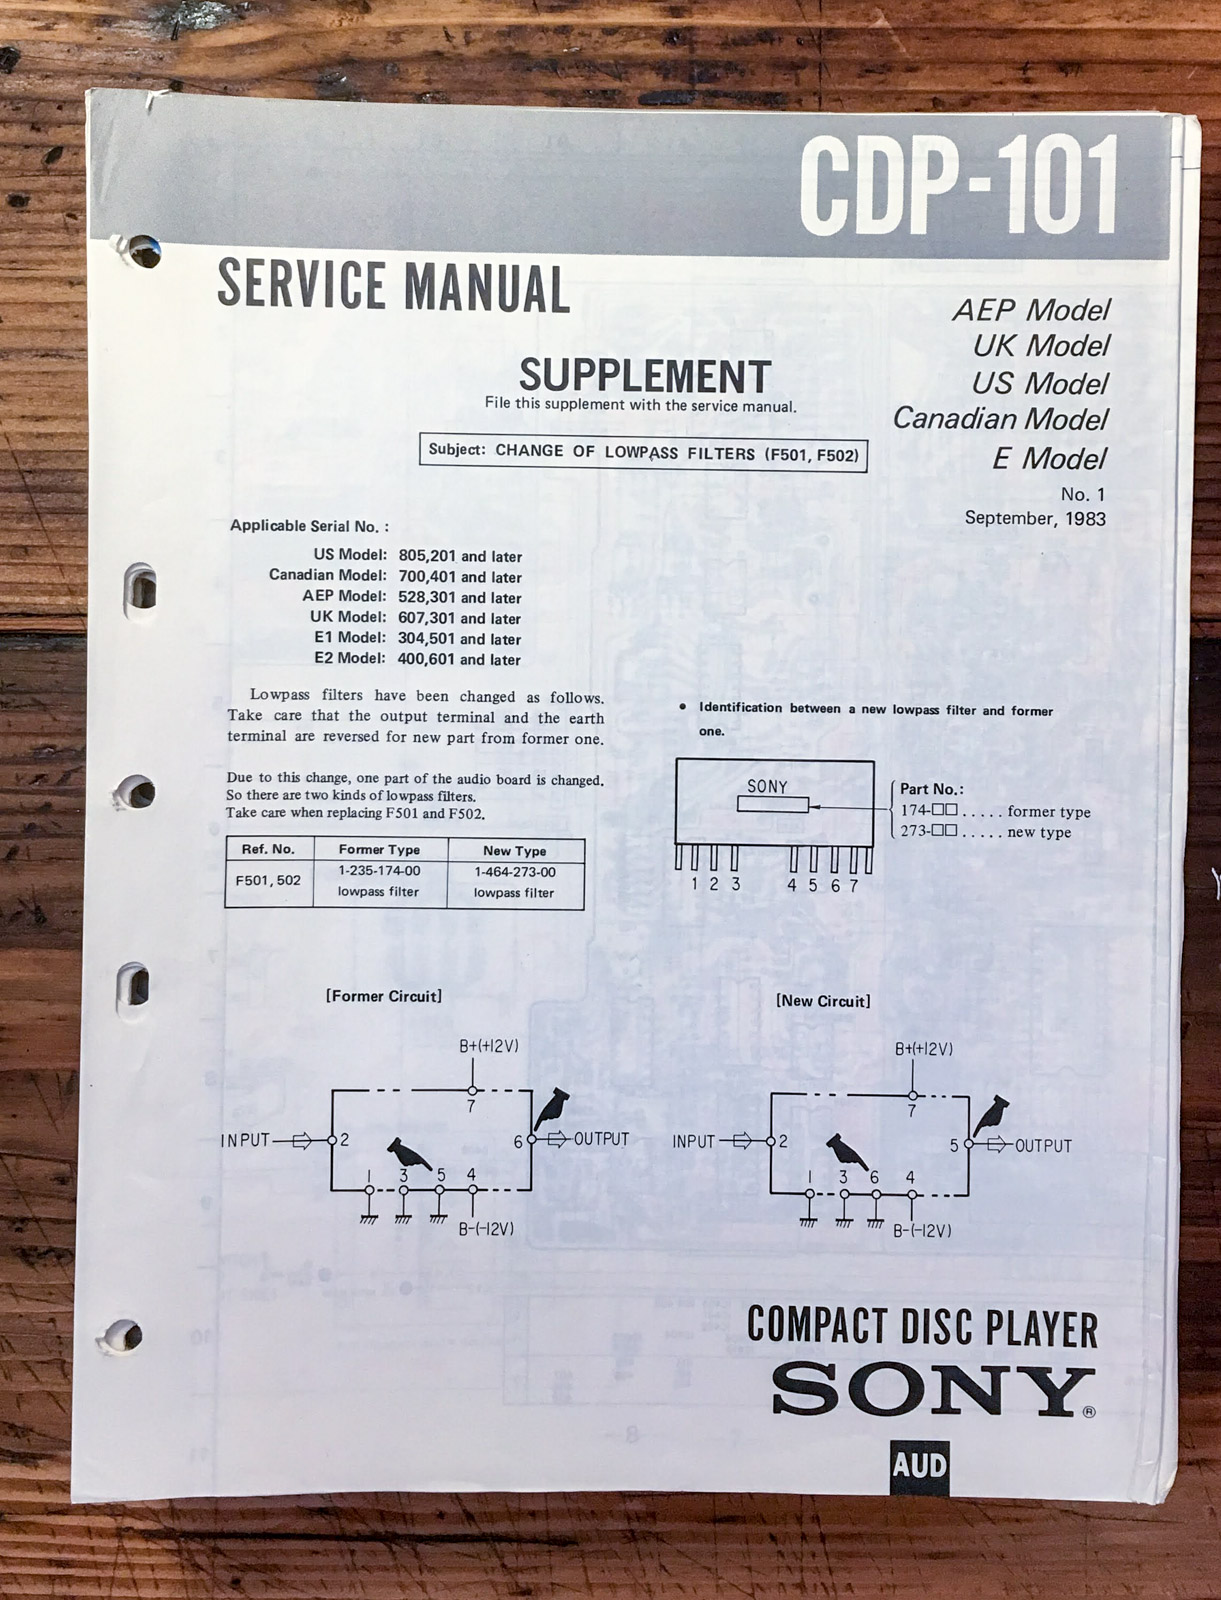 CDP-101
SERVICE MANUAL
AEP Model
UK Model
US Model
Canadian Model
E Model
No. 1
September, 1983
SUPPLEMENT
File this supplement with the service manual.
Subject: CHANGE OF LOWPASS FILTERS (F501, F502)
Applicable Serial No. :
US Model: 805,201 and later
Canadian Model: 700,401 and later
AEP Model: 528,301 and later
UK Model: 607,301 and later
E1 Model: 304,501 and later
E2 Model: 400,601 and later
Lowpass filters have been changed as follows.
Take care that the output terminal and the earth
terminal are reversed for new part from former one.
Due to this change, one part of the audio board is changed.
So there are two kinds of lowpass filters.
Take care when replacing F501 and F502.
Ref. No. Former Type New Type
F501, 502 1-235-174-00 1-464-273-00
lowpass filter lowpass filter
• Identification between a new lowpass filter and former
one.
SONY
Part No.:
174-□□ ..... former type
273-□□ ..... new type
1 2 3 4 5 6 7
[Former Circuit]
B+(+12V)
7
INPUT 2 6 OUTPUT
1 3 5 4
B-(-12V)
[New Circuit]
B+(+12V)
7
INPUT 2 5 OUTPUT
1 3 6 4
B-(-12V)
COMPACT DISC PLAYER
SONY®
AUD